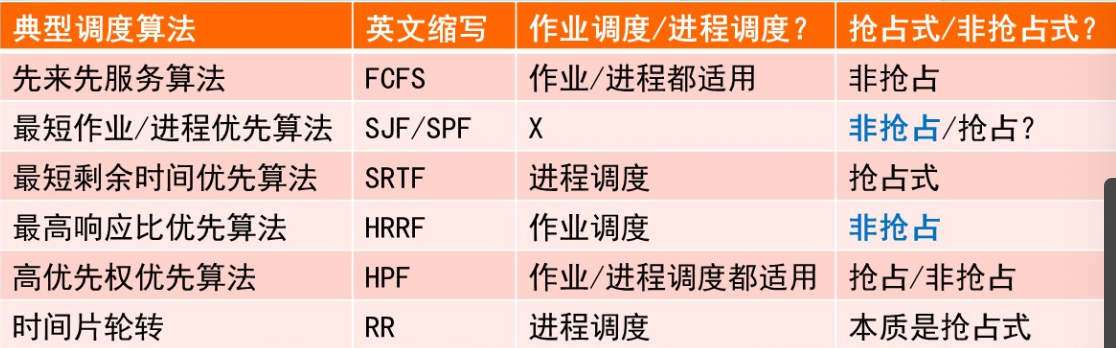 典型调度算法 英文缩写 作业调度/进程调度？ 抢占式/非抢占式？
先来先服务算法 FCFS 作业/进程都适用 非抢占
最短作业/进程优先算法 SJF/SPF X 非抢占/抢占？
最短剩余时间优先算法 SRTF 进程调度 抢占式
最高响应比优先算法 HRRF 作业调度 非抢占
高优先权优先算法 HPF 作业/进程调度都适用 抢占/非抢占
时间片轮转 RR 进程调度 本质是抢占式